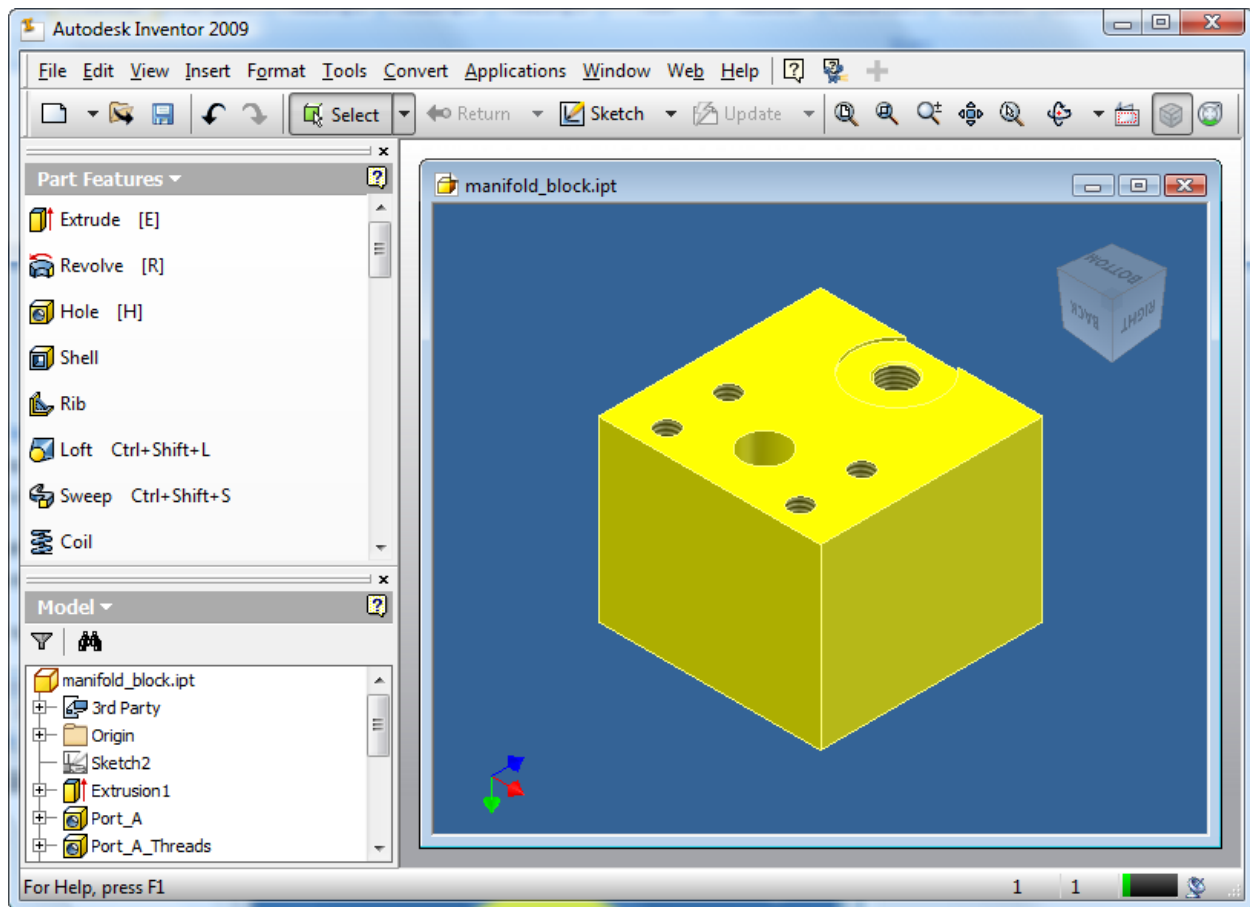 Autodesk Inventor 2009
File Edit View Insert Format Tools Convert Applications Window Web Help
Select Return Sketch Update
Part Features
Extrude [E]
Revolve [R]
Hole [H]
Shell
Rib
Loft Ctrl+Shift+L
Sweep Ctrl+Shift+S
Coil
Model
manifold_block.ipt
3rd Party
Origin
Sketch2
Extrusion1
Port_A
Port_A_Threads
manifold_block.ipt
BOTTOM
BACK
RIGHT
For Help, press F1
1 1